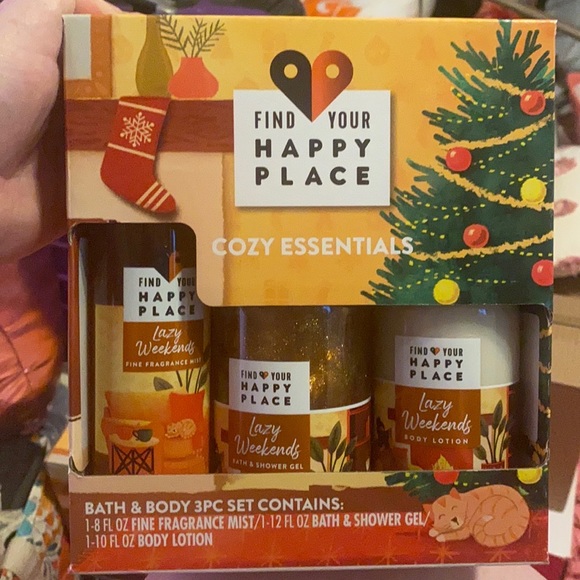 FIND YOUR
HAPPY
PLACE
COZY ESSENTIALS
FIND YOUR
HAPPY
PLACE
Lazy
Weekends
FINE FRAGRANCE MIST
FIND YOUR
HAPPY
PLACE
Lazy
Weekends
BATH & SHOWER GEL
FIND YOUR
HAPPY
PLACE
Lazy
Weekends
BODY LOTION
BATH & BODY 3PC SET CONTAINS:
1-8 FL OZ FINE FRAGRANCE MIST/1-12 FL OZ BATH & SHOWER GEL/
1-10 FL OZ BODY LOTION